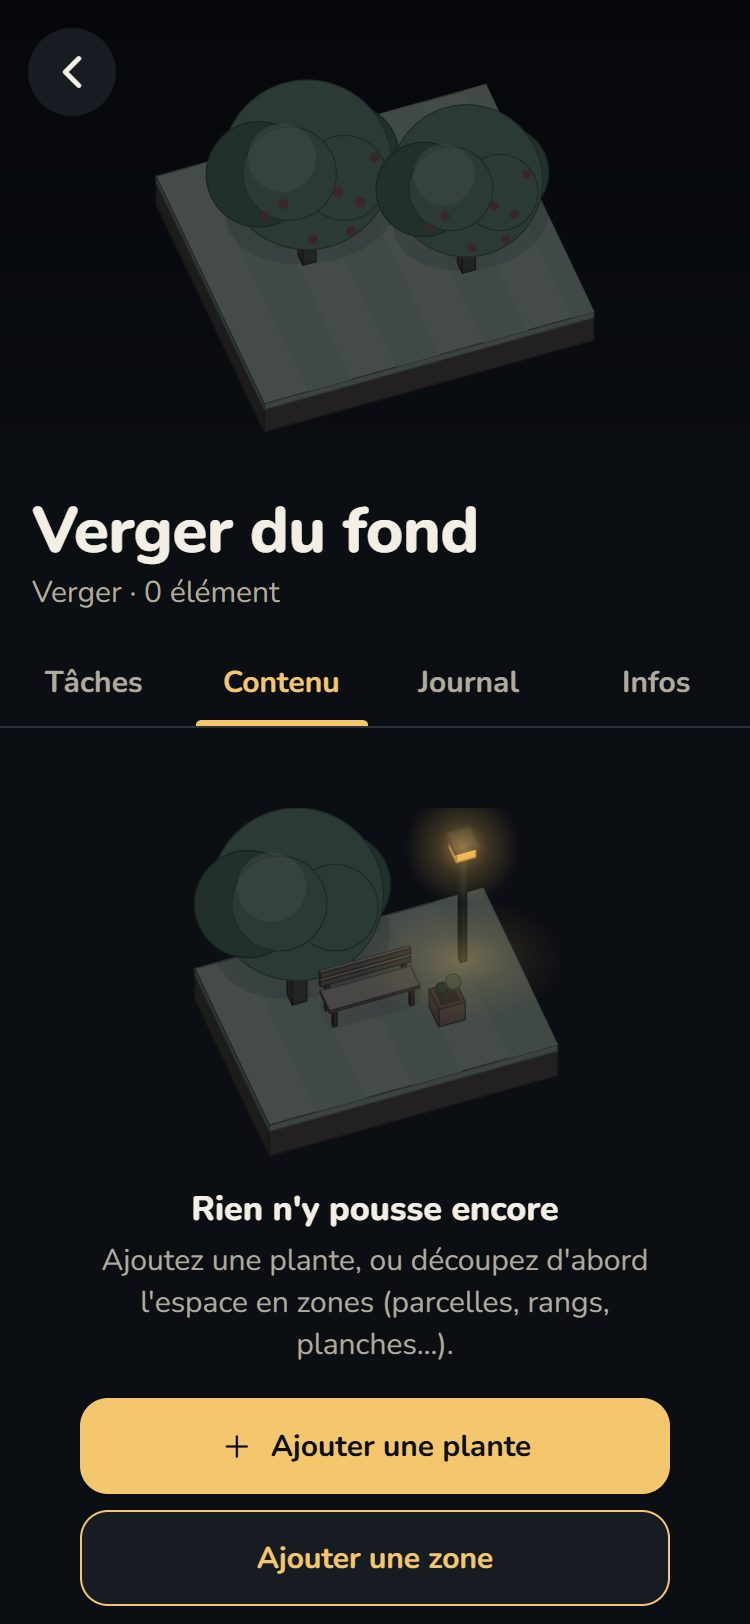 Verger du fond
Verger · 0 élément
Tâches Contenu Journal Infos
Rien n'y pousse encore
Ajoutez une plante, ou découpez d'abord
l'espace en zones (parcelles, rangs,
planches…).
Ajouter une plante
Ajouter une zone